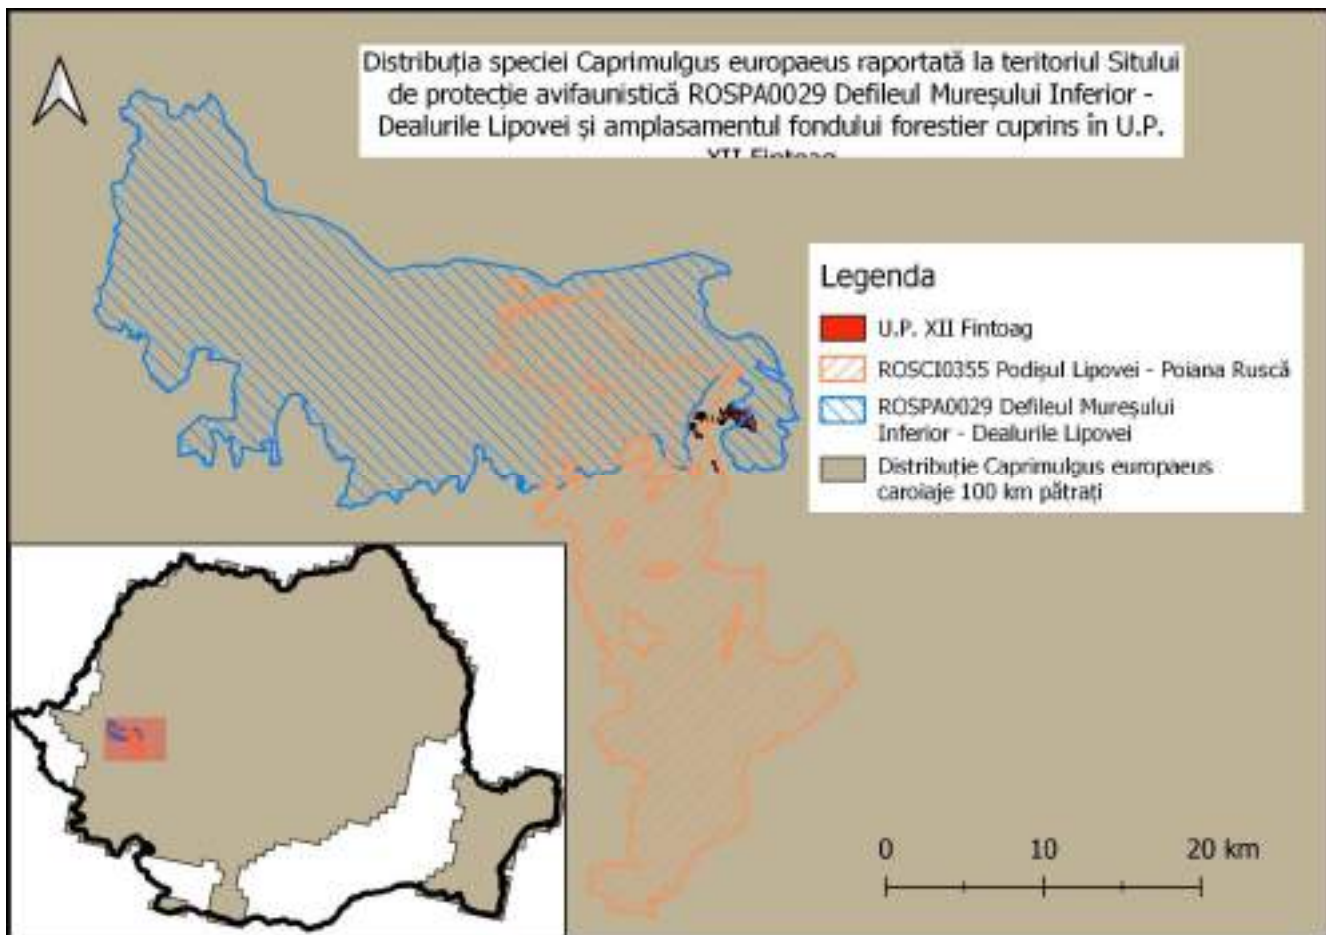 Distribuția speciei Caprimulgus europaeus raportată la teritoriul Sitului
de protecție avifaunistică ROSPA0029 Defileul Mureșului Inferior -
Dealurile Lipovei și amplasamentul fondului forestier cuprins în U.P.
XII Fintoag
Legenda
U.P. XII Fintoag
ROSCI0355 Podișul Lipovei - Poiana Ruscă
ROSPA0029 Defileul Mureșului
Inferior - Dealurile Lipovei
Distribuție Caprimulgus europaeus
caroiaje 100 km pătrați
0 10 20 km